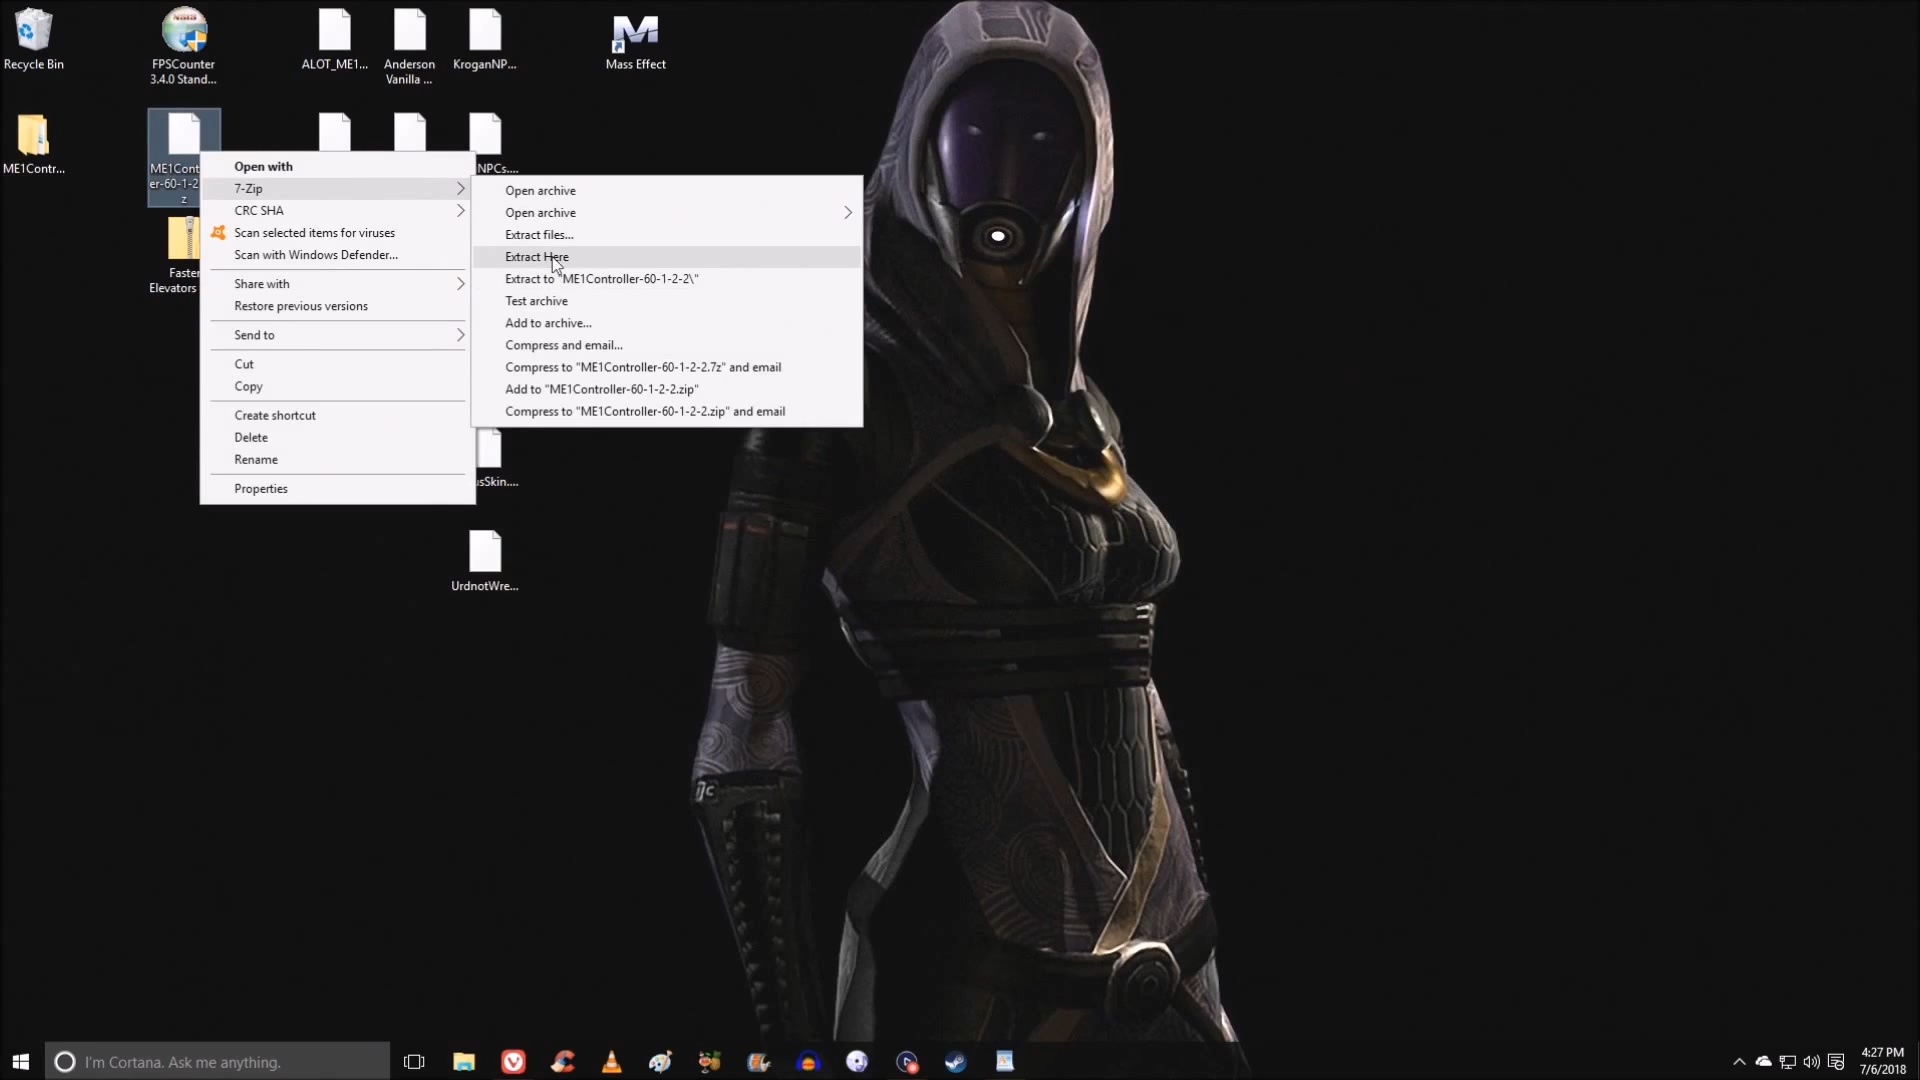 Recycle Bin
FPSCounter
3.4.0 Stand...
ALOT_ME1...
Anderson
Vanilla ...
KroganNP...
Mass Effect
ME1Contr...
ME1Cont
er-60-1-2
z
NPCs....
Faster
Elevators
usSkin....
UrdnotWre...
Open with
7-Zip
CRC SHA
Scan selected items for viruses
Scan with Windows Defender...
Share with
Restore previous versions
Send to
Cut
Copy
Create shortcut
Delete
Rename
Properties
Open archive
Open archive
Extract files...
Extract Here
Extract to "ME1Controller-60-1-2-2\"
Test archive
Add to archive...
Compress and email...
Compress to "ME1Controller-60-1-2-2.7z" and email
Add to "ME1Controller-60-1-2-2.zip"
Compress to "ME1Controller-60-1-2-2.zip" and email
I'm Cortana. Ask me anything.
4:27 PM
7/6/2018